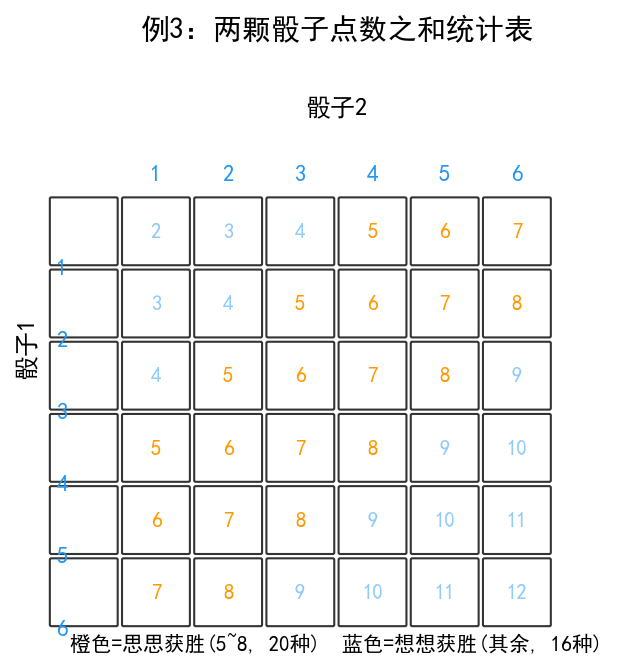 例3: 两颗骰子点数之和统计表
骰子2
1 2 3 4 5 6
2 3 4 5 6 7
1
3 4 5 6 7 8
2
骰子1
4 5 6 7 8 9
3
5 6 7 8 9 10
4
6 7 8 9 10 11
5
7 8 9 10 11 12
6
橙色=思思获胜(5~8, 20种) 蓝色=想想获胜(其余, 16种)